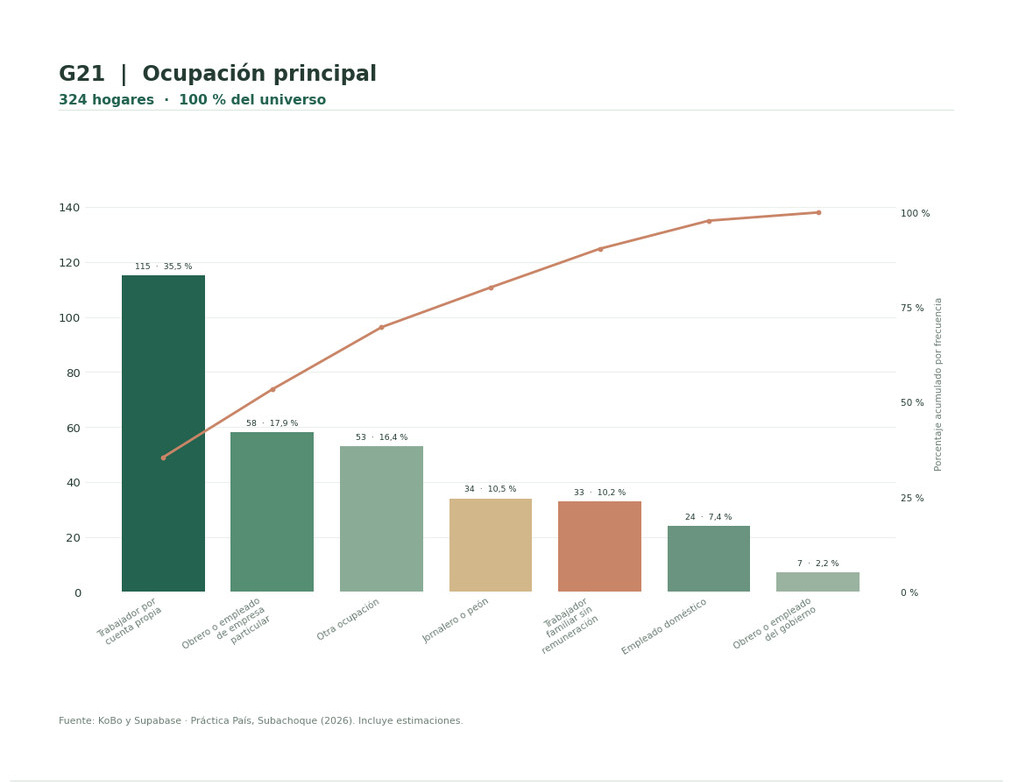 G21 | Ocupación principal
324 hogares · 100 % del universo
140
120
100
80
60
40
20
0
115 · 35,5 %
58 · 17,9 %
53 · 16,4 %
34 · 10,5 %
33 · 10,2 %
24 · 7,4 %
7 · 2,2 %
100 %
75 %
50 %
25 %
0 %
Porcentaje acumulado por frecuencia
Trabajador por
cuenta propia
Obrero o empleado
de empresa
particular
Otra ocupación
Jornalero o peón
Trabajador
familiar sin
remuneración
Empleado doméstico
Obrero o empleado
del gobierno
Fuente: KoBo y Supabase · Práctica País, Subachoque (2026). Incluye estimaciones.